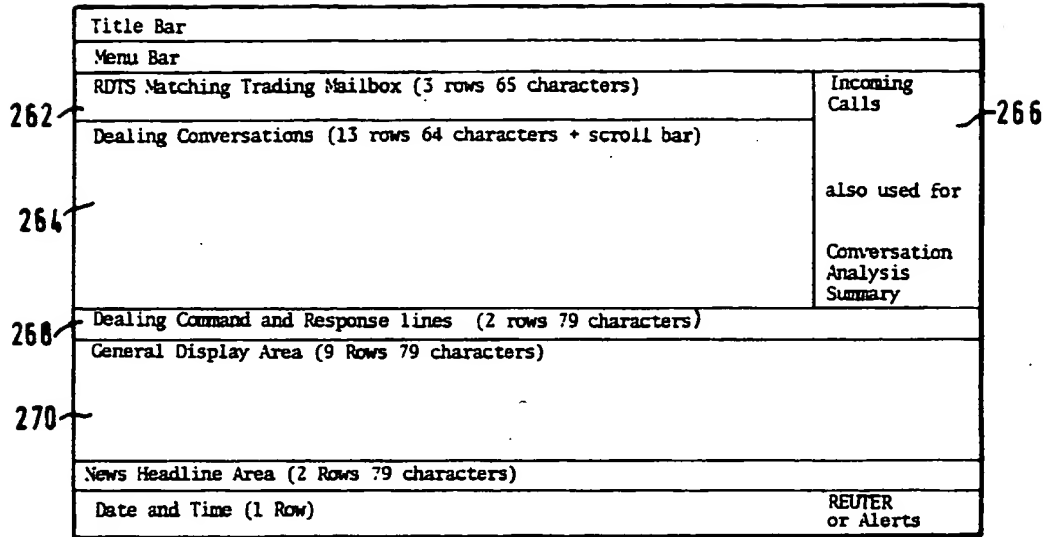 Title Bar
Menu Bar
RDTS Matching Trading Mailbox (3 rows 65 characters)
Incoming
Calls
262
266
Dealing Conversations (13 rows 64 characters + scroll bar)
also used for
264
Conversation
Analysis
Summary
Dealing Command and Response lines (2 rows 79 characters)
268
General Display Area (9 Rows 79 characters)
270
News Headline Area (2 Rows 79 characters)
Date and Time (1 Row)
REUTER
or Alerts